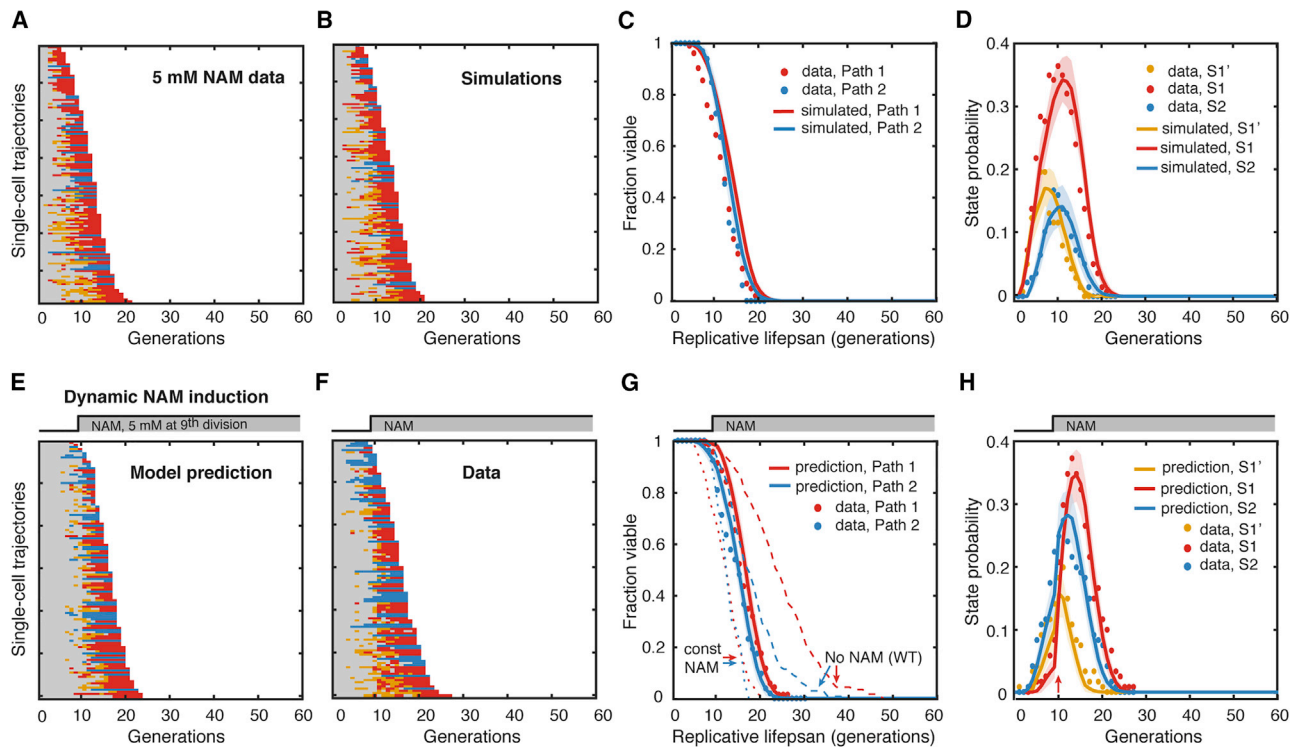 A
5 mM NAM data
Single-cell trajectories
0 10 20 30 40 50 60
Generations
B
Simulations
0 10 20 30 40 50 60
Generations
C
1
0.8
0.6
0.4
0.2
0
Fraction viable
data, Path 1
data, Path 2
simulated, Path 1
simulated, Path 2
0 10 20 30 40 50 60
Replicative lifepsan (generations)
D
0.4
0.3
0.2
0.1
0
State probability
data, S1'
data, S1
data, S2
simulated, S1'
simulated, S1
simulated, S2
0 10 20 30 40 50 60
Generations
E
Dynamic NAM induction
NAM, 5 mM at 9th division
Model prediction
Single-cell trajectories
0 10 20 30 40 50 60
Generations
F
NAM
Data
0 10 20 30 40 50 60
Generations
G
NAM
1
0.8
0.6
0.4
0.2
0
Fraction viable
prediction, Path 1
prediction, Path 2
data, Path 1
data, Path 2
const
NAM
No NAM (WT)
0 10 20 30 40 50 60
Replicative lifepsan (generations)
H
NAM
0.4
0.3
0.2
0.1
0
State probability
prediction, S1'
prediction, S1
prediction, S2
data, S1'
data, S1
data, S2
0 10 20 30 40 50 60
Generations